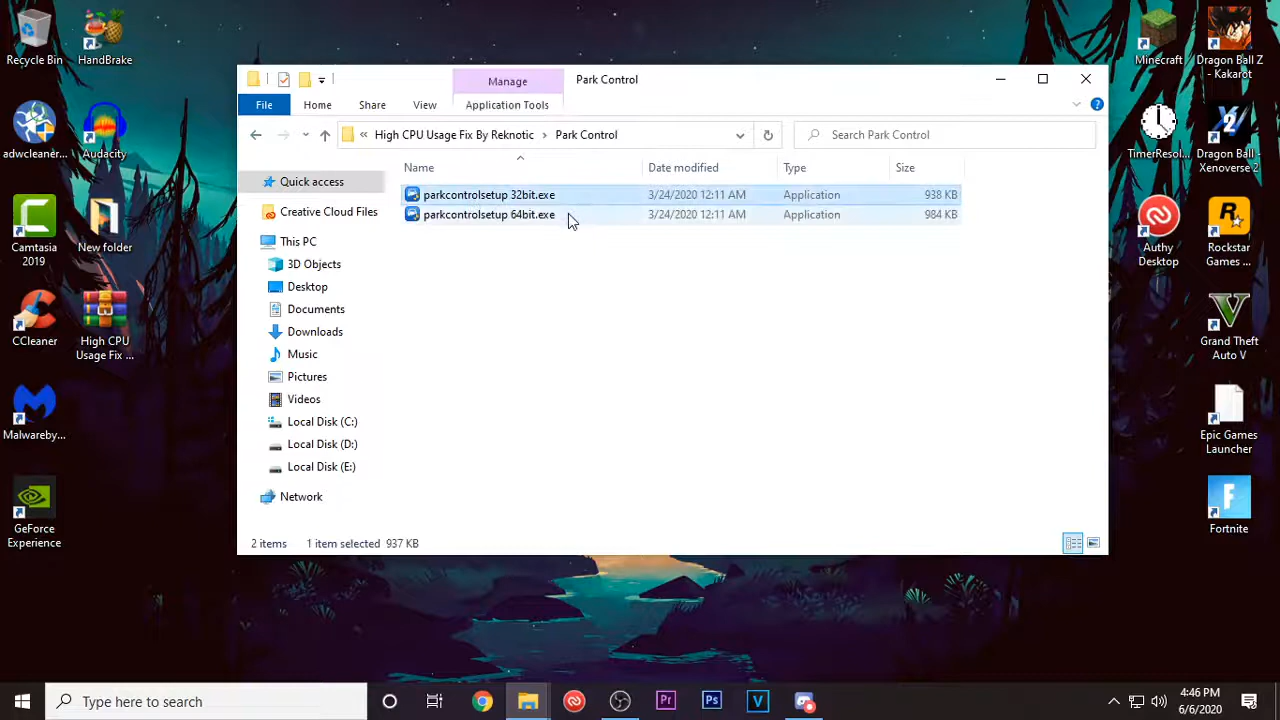 Recycle Bin
HandBrake
adwcleaner...
Audacity
Camtasia
2019
New folder
CCleaner
High CPU
Usage Fix ...
Malwareby...
GeForce
Experience
Manage
Park Control
File
Home
Share
View
Application Tools
« High CPU Usage Fix By Reknotic > Park Control
Search Park Control
Name
Date modified
Type
Size
parkcontrolsetup 32bit.exe 3/24/2020 12:11 AM Application 938 KB
parkcontrolsetup 64bit.exe 3/24/2020 12:11 AM Application 984 KB
Quick access
Creative Cloud Files
This PC
3D Objects
Desktop
Documents
Downloads
Music
Pictures
Videos
Local Disk (C:)
Local Disk (D:)
Local Disk (E:)
Network
2 items 1 item selected 937 KB
Minecraft
Dragon Ball Z
- Kakarot
TimerResol...
Dragon Ball -
Xenoverse 2
Authy
Desktop
Rockstar
Games ...
Grand Theft
Auto V
Epic Games
Launcher
Fortnite
Type here to search
Pr
Ps
V
4:46 PM
6/6/2020